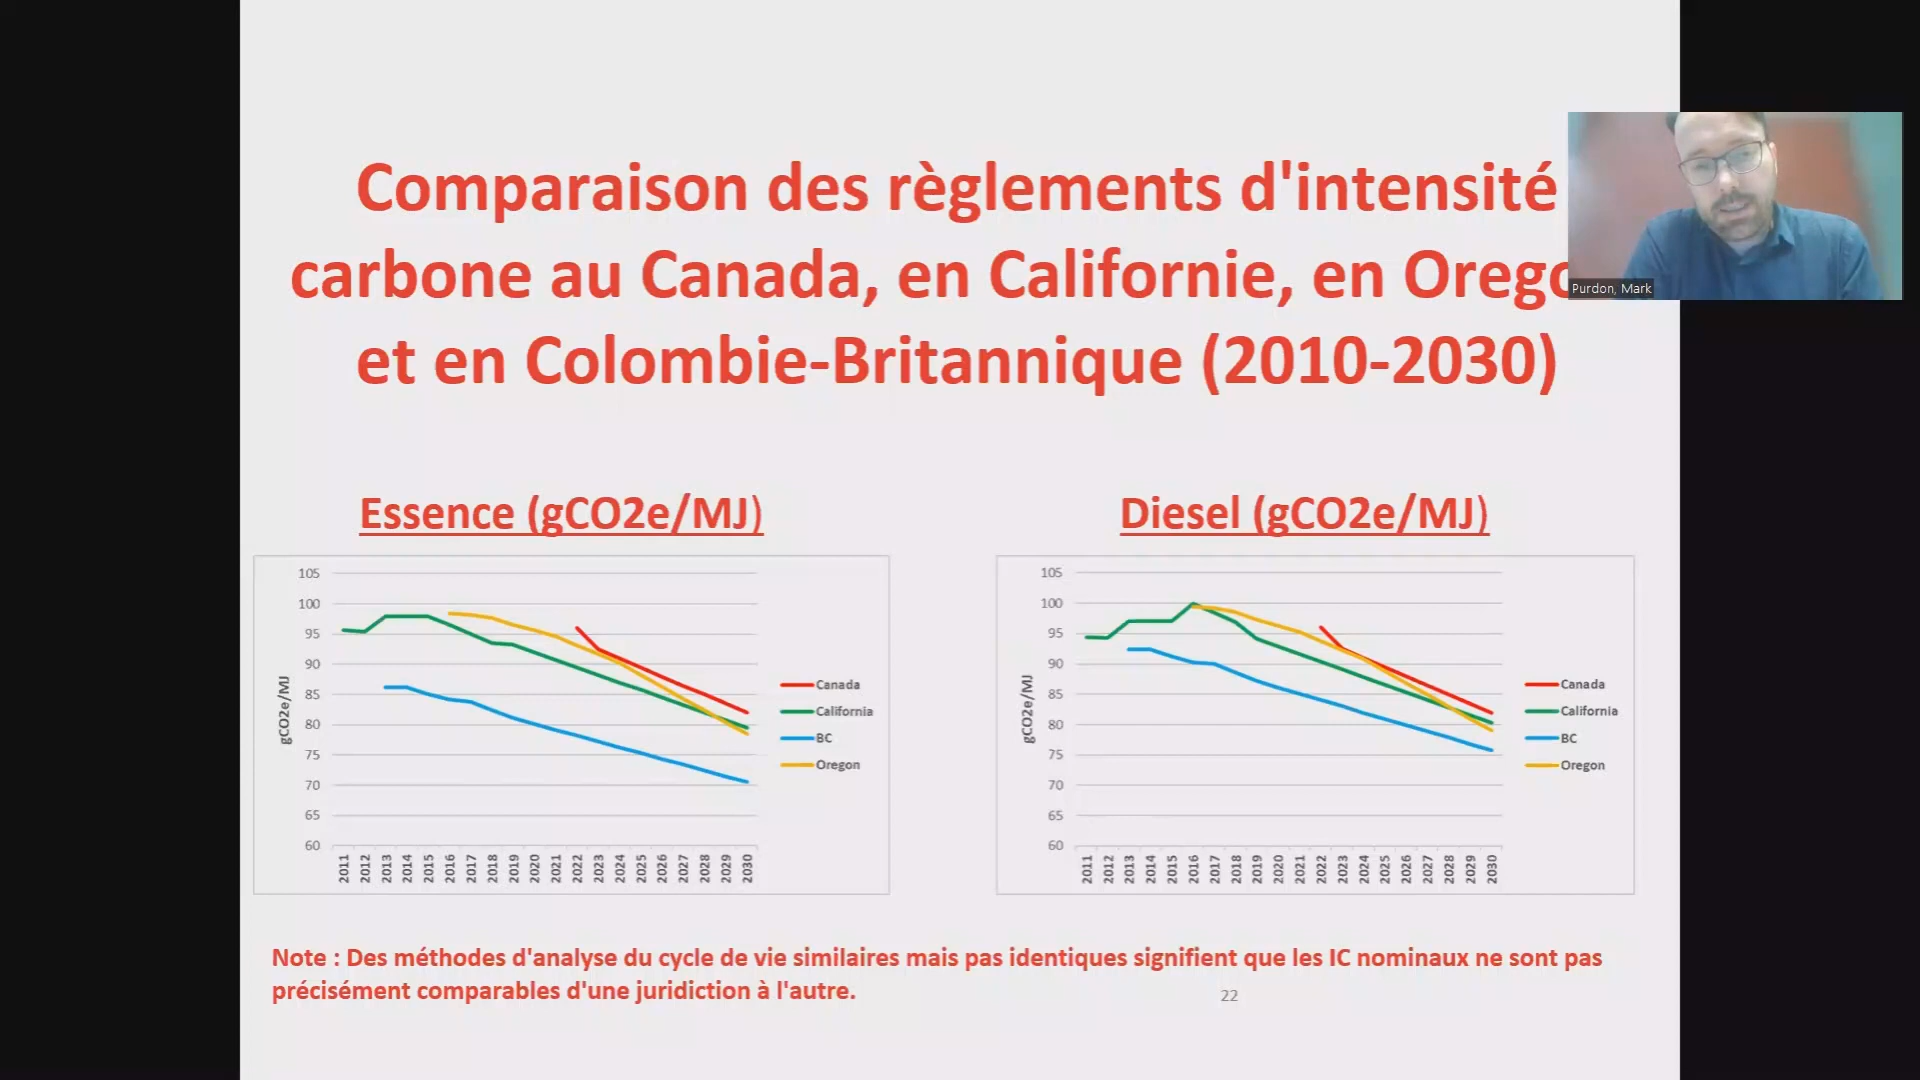 Comparaison des règlements d'intensité
carbone au Canada, en Californie, en Orego
et en Colombie-Britannique (2010-2030)
Purdon, Mark
Essence (gCO2e/MJ)
105
100
95
90
85
80
75
70
65
60
gCO2e/MJ
2011 2012 2013 2014 2015 2016 2017 2018 2019 2020 2021 2022 2023 2024 2025 2026 2027 2028 2029 2030
Canada
California
BC
Oregon
Diesel (gCO2e/MJ)
105
100
95
90
85
80
75
70
65
60
gCO2e/MJ
2011 2012 2013 2014 2015 2016 2017 2018 2019 2020 2021 2022 2023 2024 2025 2026 2027 2028 2029 2030
Canada
California
BC
Oregon
Note : Des méthodes d'analyse du cycle de vie similaires mais pas identiques signifient que les IC nominaux ne sont pas
précisément comparables d'une juridiction à l'autre.
22